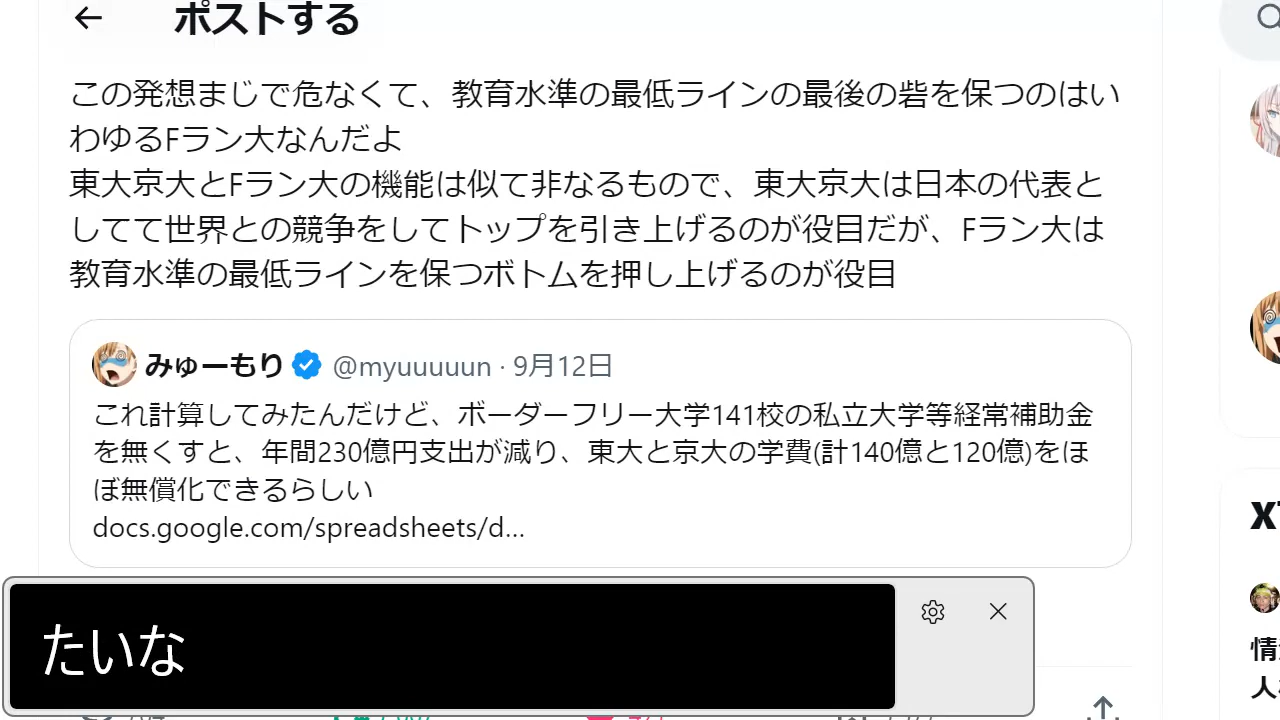 ポストする
この発想まじで危なくて、教育水準の最低ラインの最後の砦を保つのはい
わゆるFラン大なんだよ
東大京大とFラン大の機能は似て非なるもので、東大京大は日本の代表と
してて世界との競争をしてトップを引き上げるのが役目だが、Fラン大は
教育水準の最低ラインを保つボトムを押し上げるのが役目
みゅーもり @myuuuuun · 9月12日
これ計算してみたんだけど、ボーダーフリー大学141校の私立大学等経常補助金
を無くすと、年間230億円支出が減り、東大と京大の学費(計140億と120億)をほ
ぼ無償化できるらしい
docs.google.com/spreadsheets/d...
たいな